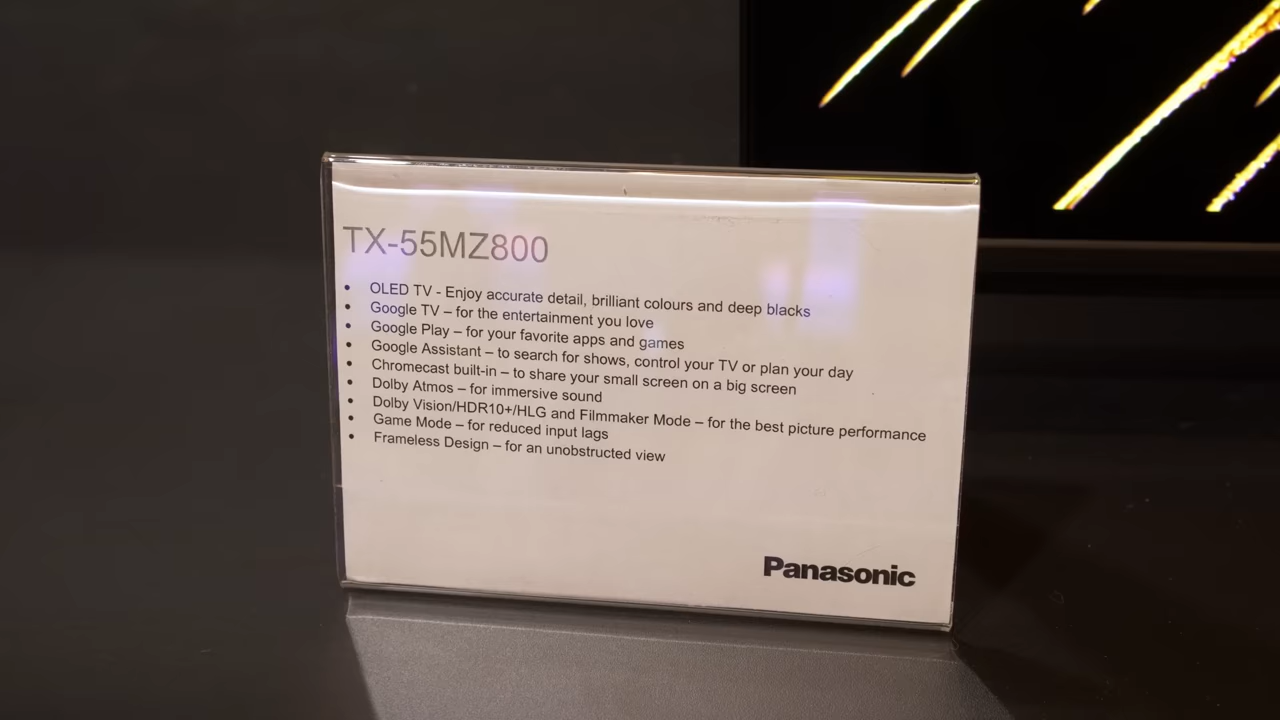 TX-55MZ800
• OLED TV - Enjoy accurate detail, brilliant colours and deep blacks
• Google TV – for the entertainment you love
• Google Play – for your favorite apps and games
• Google Assistant – to search for shows, control your TV or plan your day
• Chromecast built-in – to share your small screen on a big screen
• Dolby Atmos – for immersive sound
• Dolby Vision/HDR10+/HLG and Filmmaker Mode – for the best picture performance
• Game Mode – for reduced input lags
• Frameless Design – for an unobstructed view
Panasonic